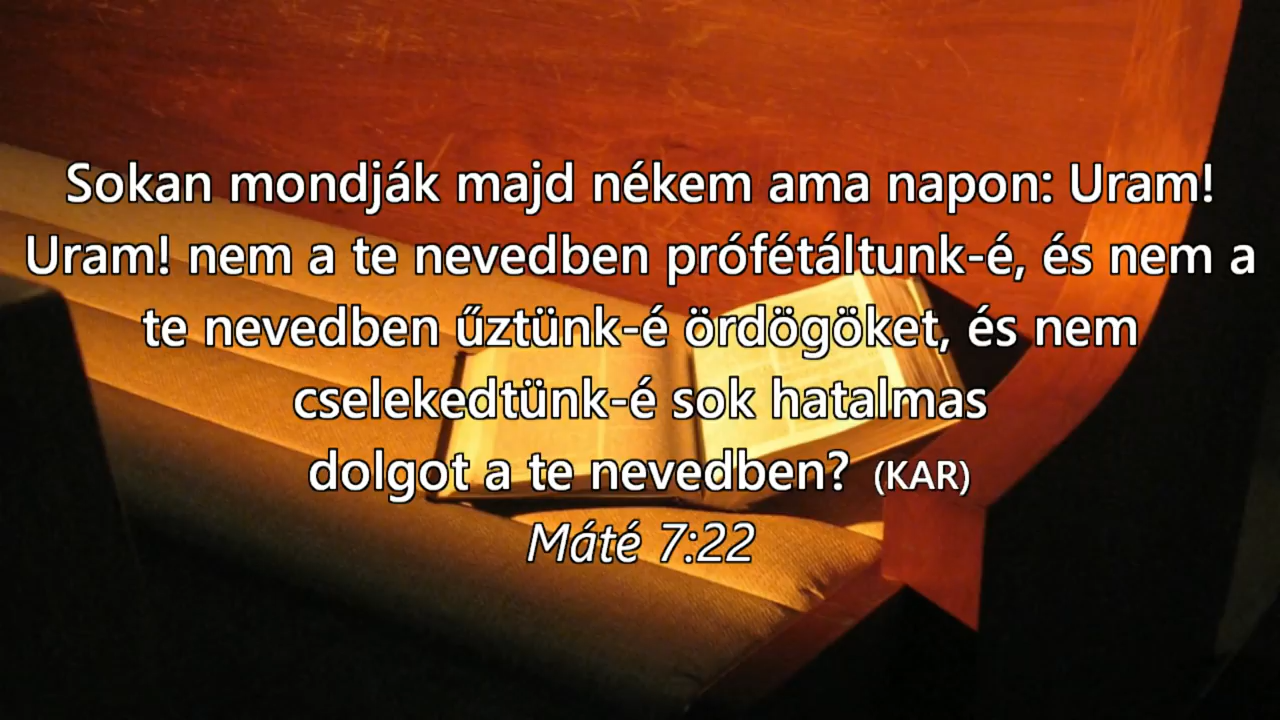 Sokan mondják majd nékem ama napon: Uram!
Uram! nem a te nevedben prófétáltunk-é, és nem a
te nevedben űztünk-é ördögöket, és nem
cselekedtünk-é sok hatalmas
dolgot a te nevedben? (KAR)
Máté 7:22